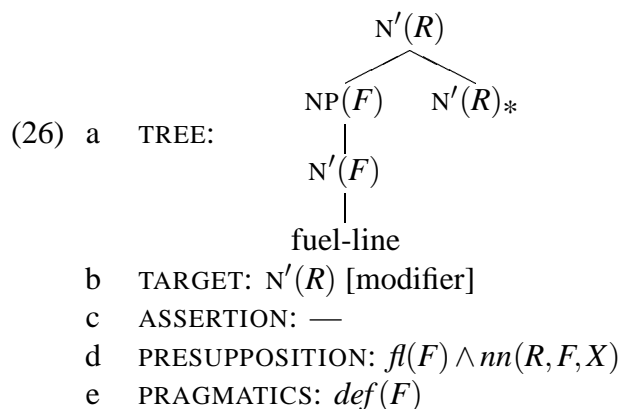 N′(R)
NP(F) N′(R)*
(26) a TREE:
N′(F)
fuel-line
b TARGET: N′(R) [modifier]
c ASSERTION: —
d PRESUPPOSITION: fl(F) ∧ nn(R, F, X)
e PRAGMATICS: def(F)